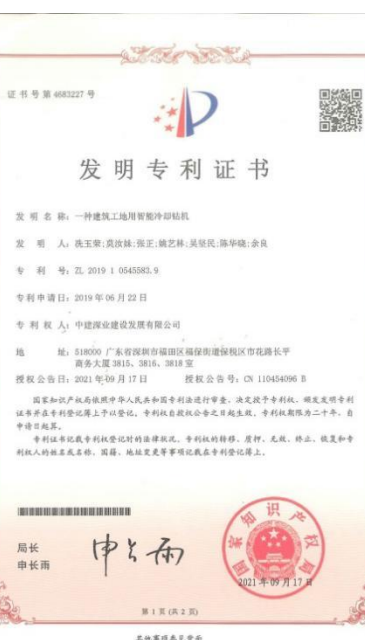 证书号第4683227号
发明专利证书
发 明 名 称：一种建筑工地用智能冷却钻机
发 明 人：冼玉荣;莫汝妹;张正;姚艺林;吴坚民;陈华晓;余良
专 利 号：ZL 2019 1 0545583.9
专利申请日：2019年06月22日
专 利 权 人：中建深业建设发展有限公司
地 址：518000 广东省深圳市福田区福保街道福保税区市花路长平
商务大厦3815、3816、3818室
授权公告日：2021年09月17日 授权公告号：CN 110454096 B
国家知识产权局依照中华人民共和国专利法进行审查，决定授予专利权，颁发发明专利
证书并在专利登记簿上予以登记。专利权自授权公告之日起生效。专利权期限为二十年，自
申请日起算。
专利证书记载专利权登记时的法律状况。专利权的转移、质押、无效、终止、恢复和专
利权人的姓名或名称、国籍、地址变更等事项记载在专利登记簿上。
局长
申长雨
申长雨
国家知识产权局
2021年09月17日
第 1 页 (共 2 页)
其他事项参见背面